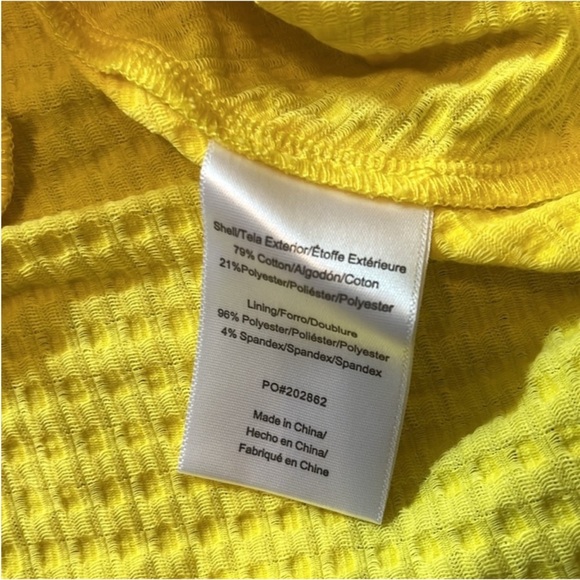 Shell/Tela Exterior/Étoffe Extérieure
79% Cotton/Algodón/Coton
21%Polyester/Poliéster/Polyester
Lining/Forro/Doublure
96% Polyester/Poliéster/Polyester
4% Spandex/Spandex/Spandex
PO#202862
Made in China/
Hecho en China/
Fabriqué en Chine